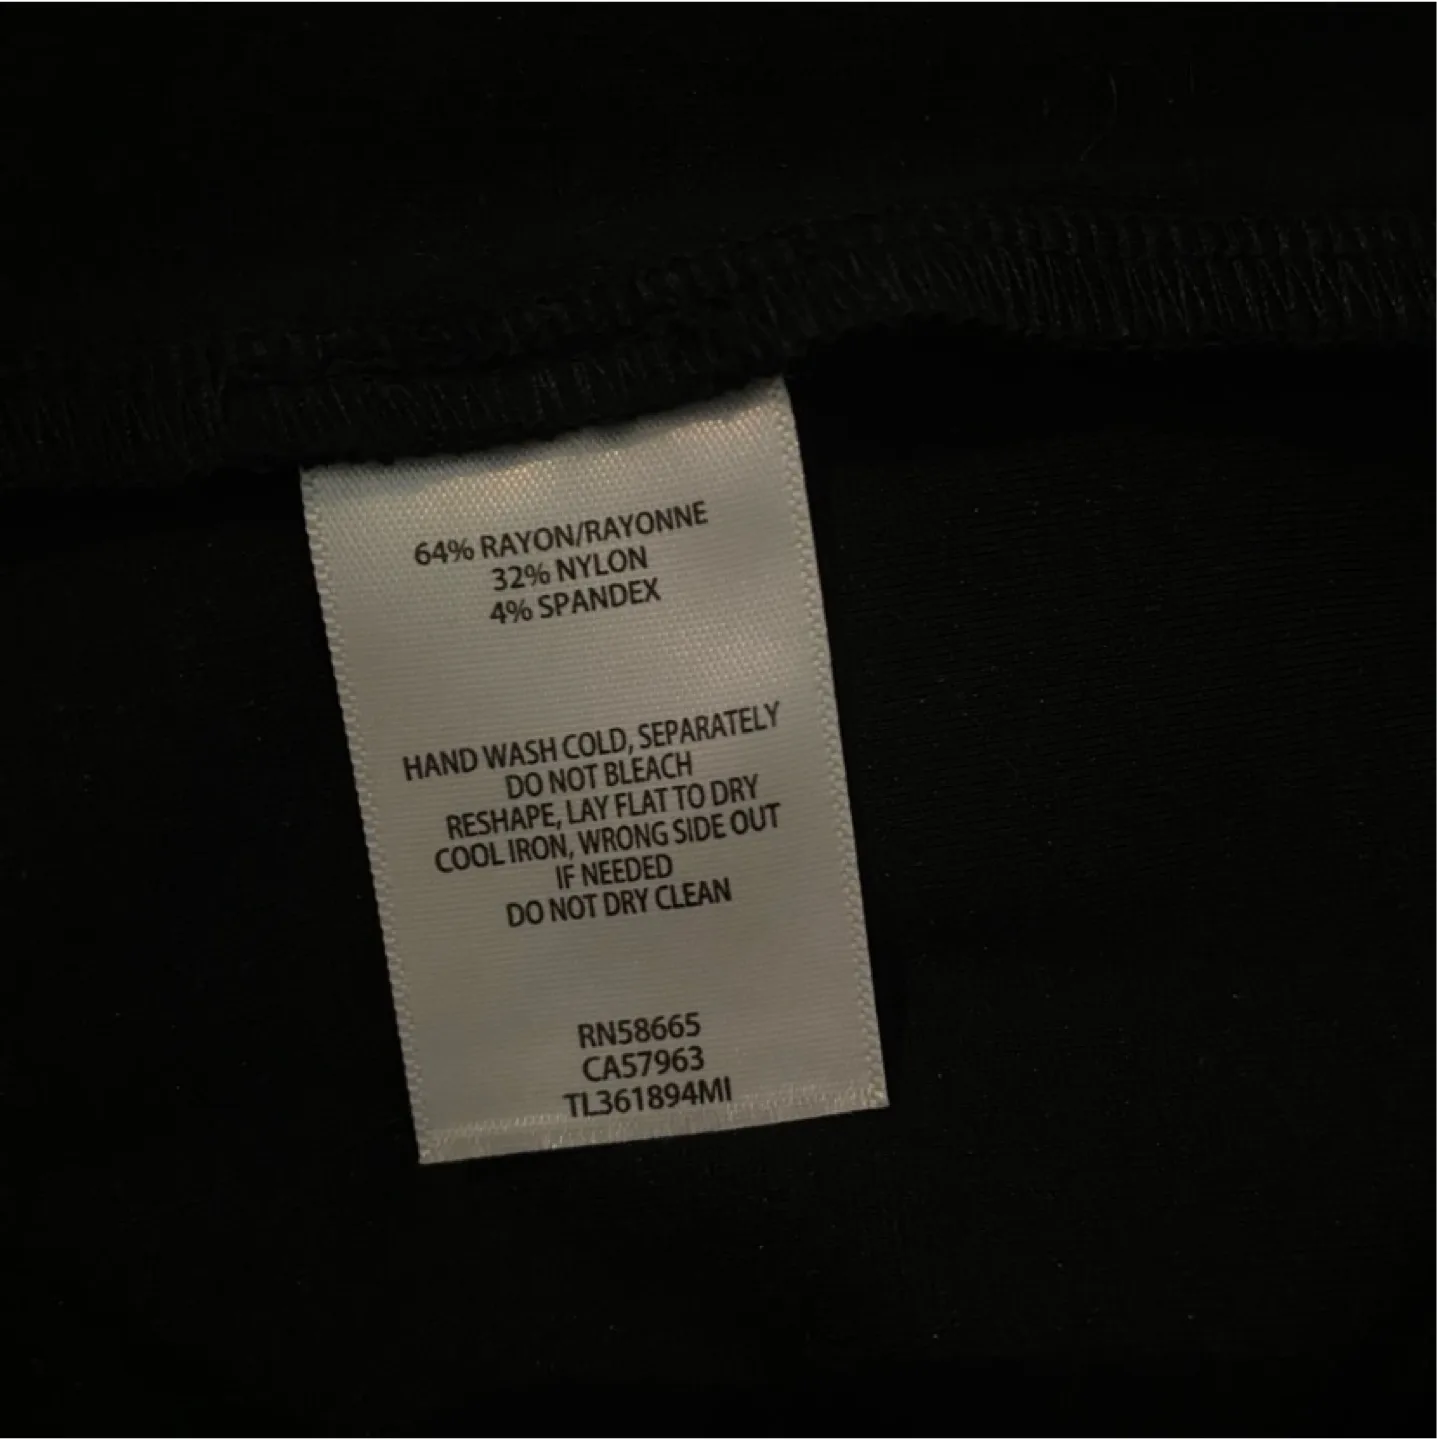 64% RAYON/RAYONNE
32% NYLON
4% SPANDEX
HAND WASH COLD, SEPARATELY
DO NOT BLEACH
RESHAPE, LAY FLAT TO DRY
COOL IRON, WRONG SIDE OUT
IF NEEDED
DO NOT DRY CLEAN
RN58665
CA57963
TL361894MI